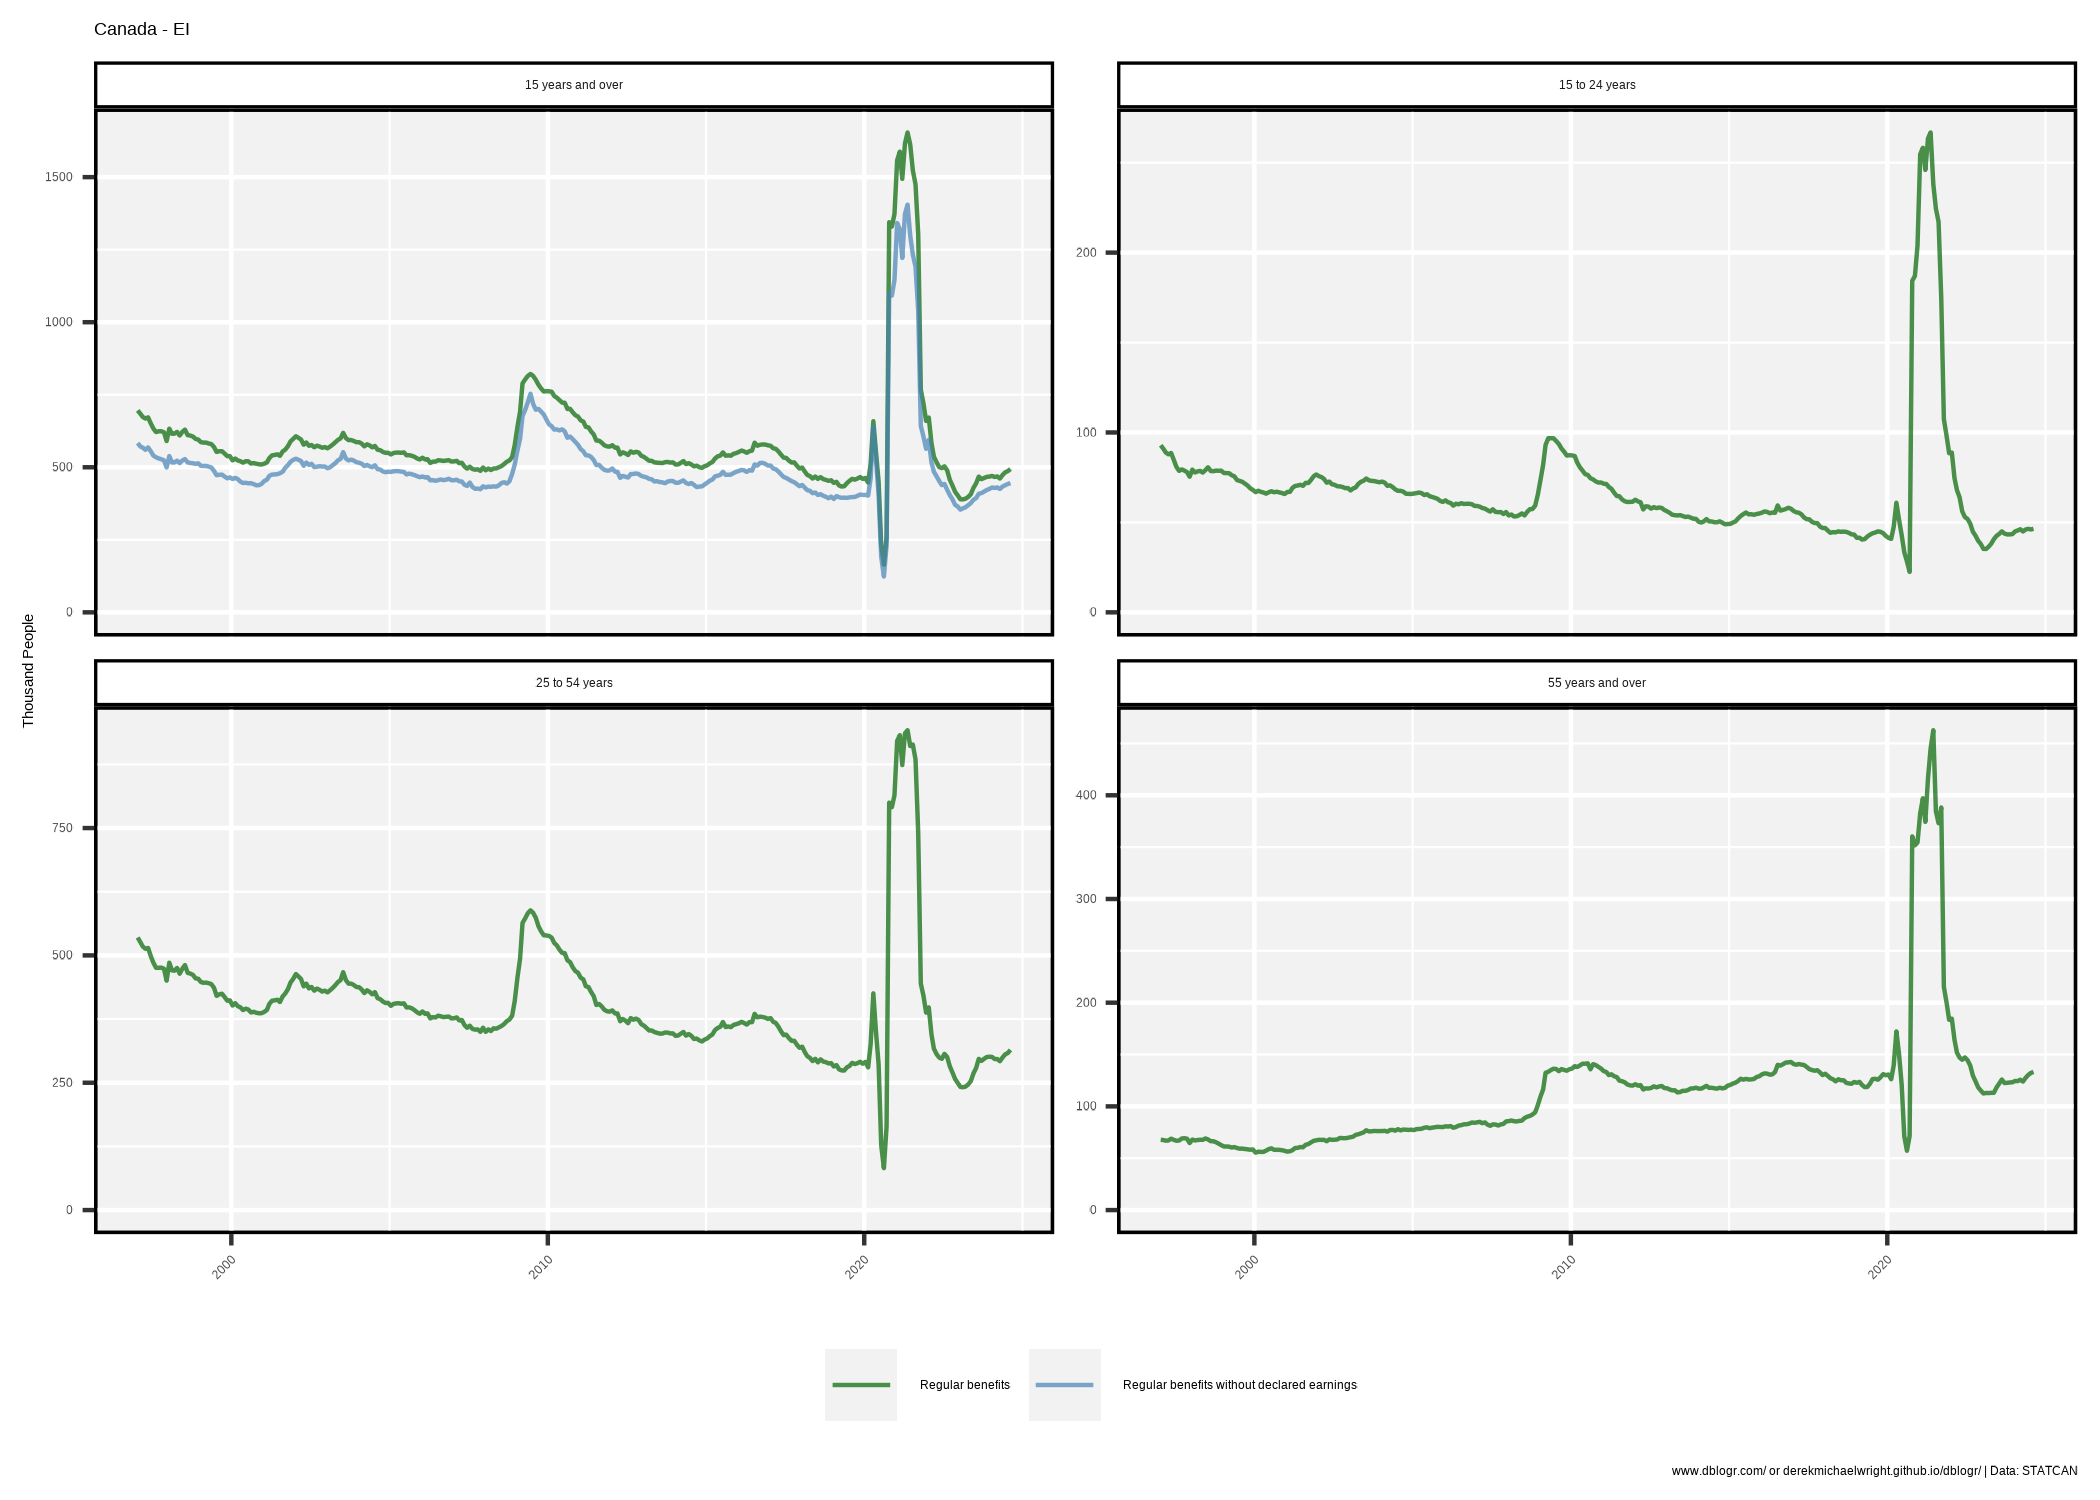 Canada - EI
15 years and over
15 to 24 years
1500
1000
500
0
200
100
0
Thousand People
25 to 54 years
55 years and over
750
500
250
0
400
300
200
100
0
2000
2010
2020
2000
2010
2020
Regular benefits
Regular benefits without declared earnings
www.dblogr.com/ or derekmichaelwright.github.io/dblogr/ | Data: STATCAN